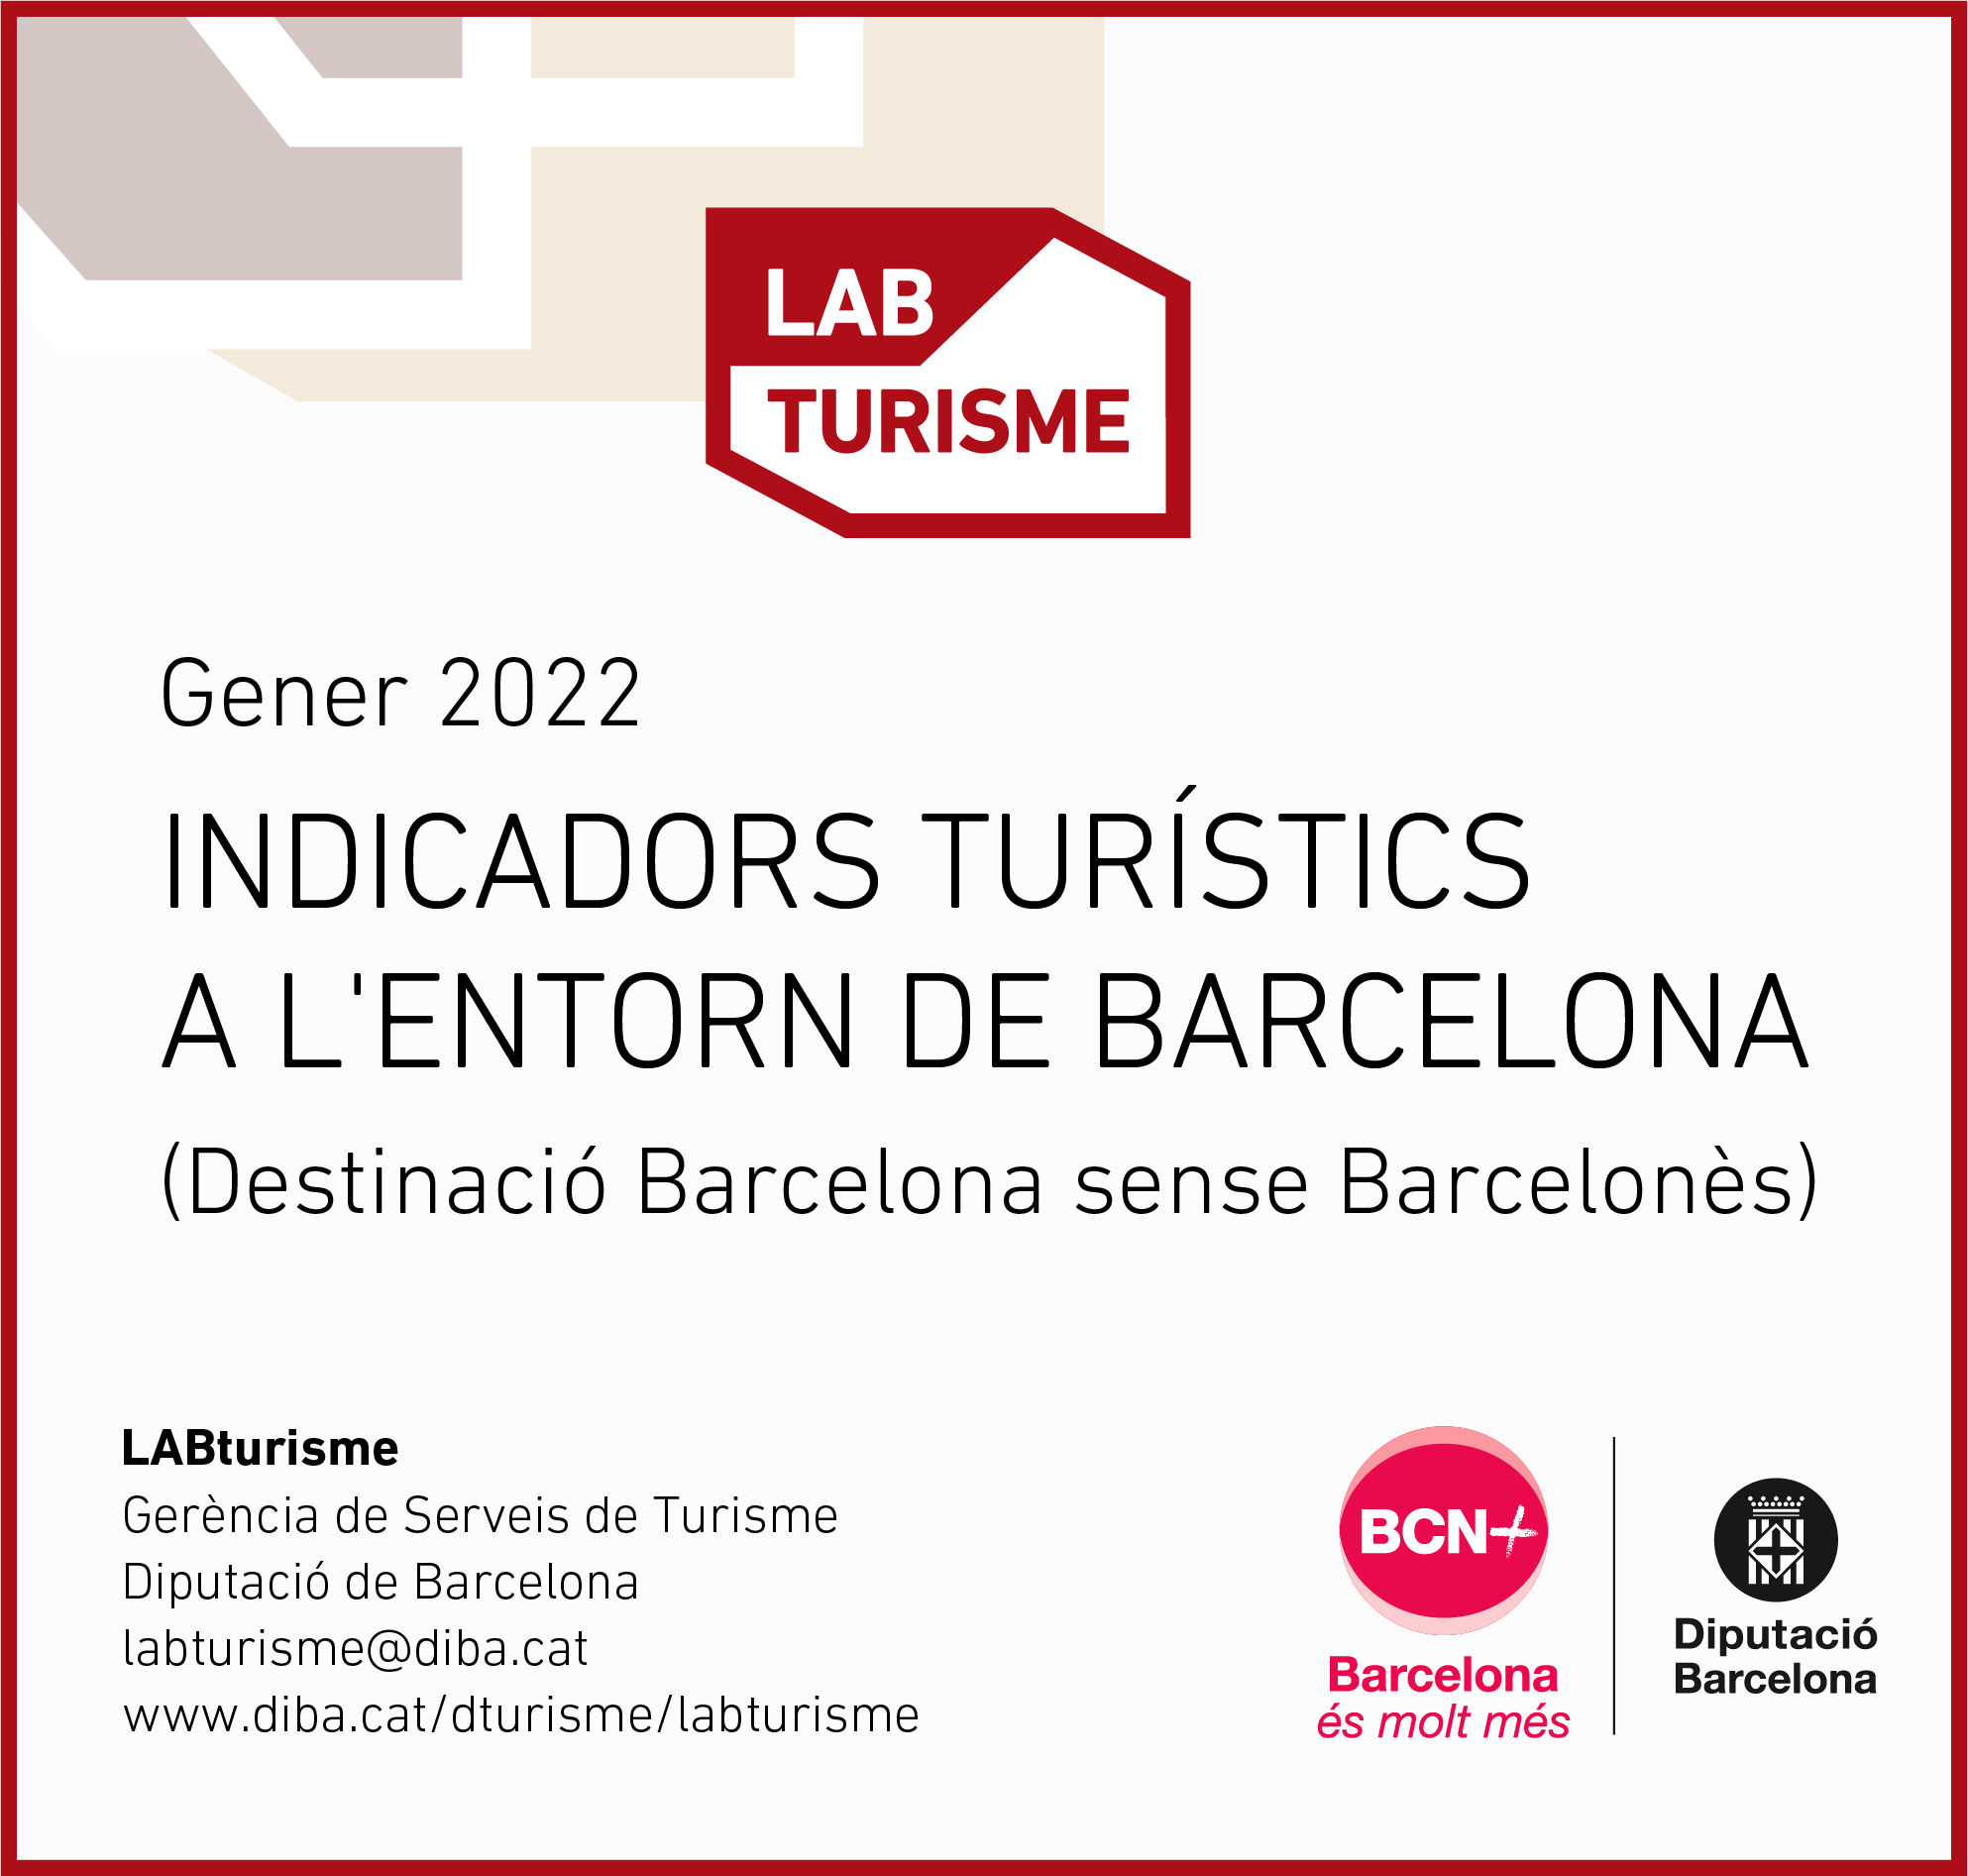 LAB
TURISME
Gener 2022
INDICADORS TURÍSTICS
A L'ENTORN DE BARCELONA
(Destinació Barcelona sense Barcelonès)
LABturisme
Gerència de Serveis de Turisme
Diputació de Barcelona
labturisme@diba.cat
www.diba.cat/dturisme/labturisme
BCN+
Barcelona
és molt més
Diputació
Barcelona